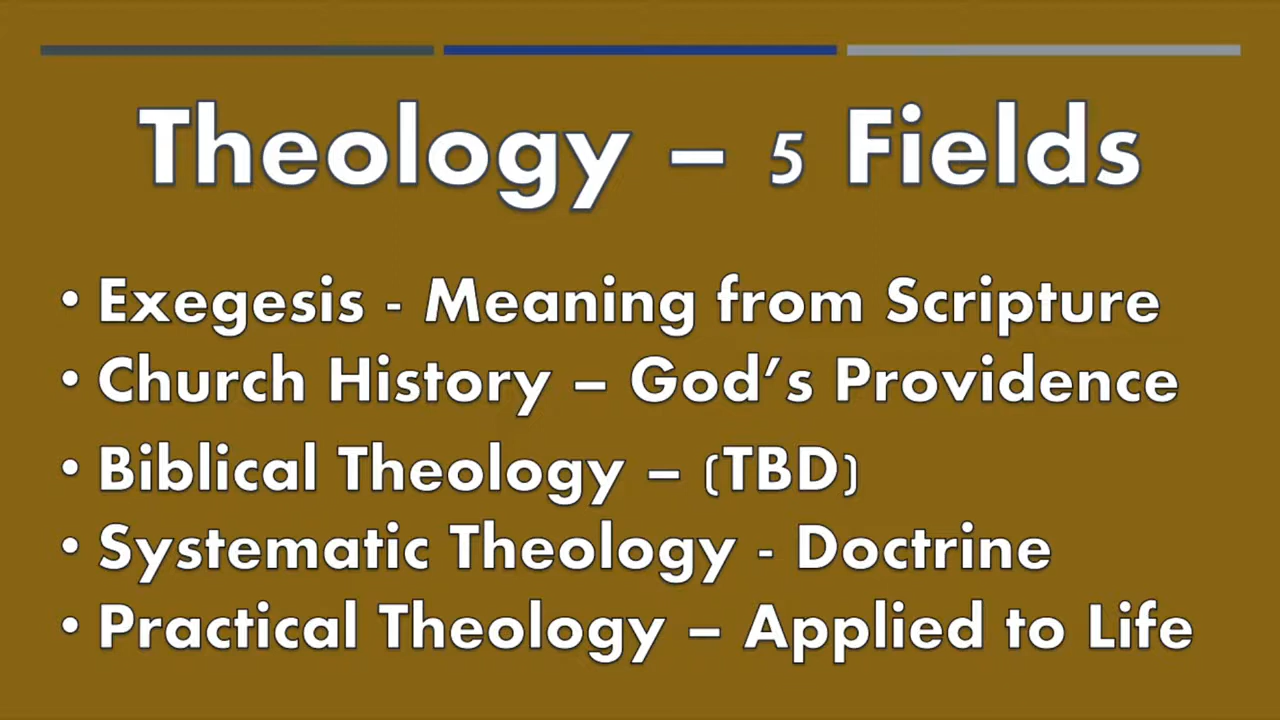 Theology – 5 Fields
• Exegesis - Meaning from Scripture
• Church History – God’s Providence
• Biblical Theology – (TBD)
• Systematic Theology - Doctrine
• Practical Theology – Applied to Life